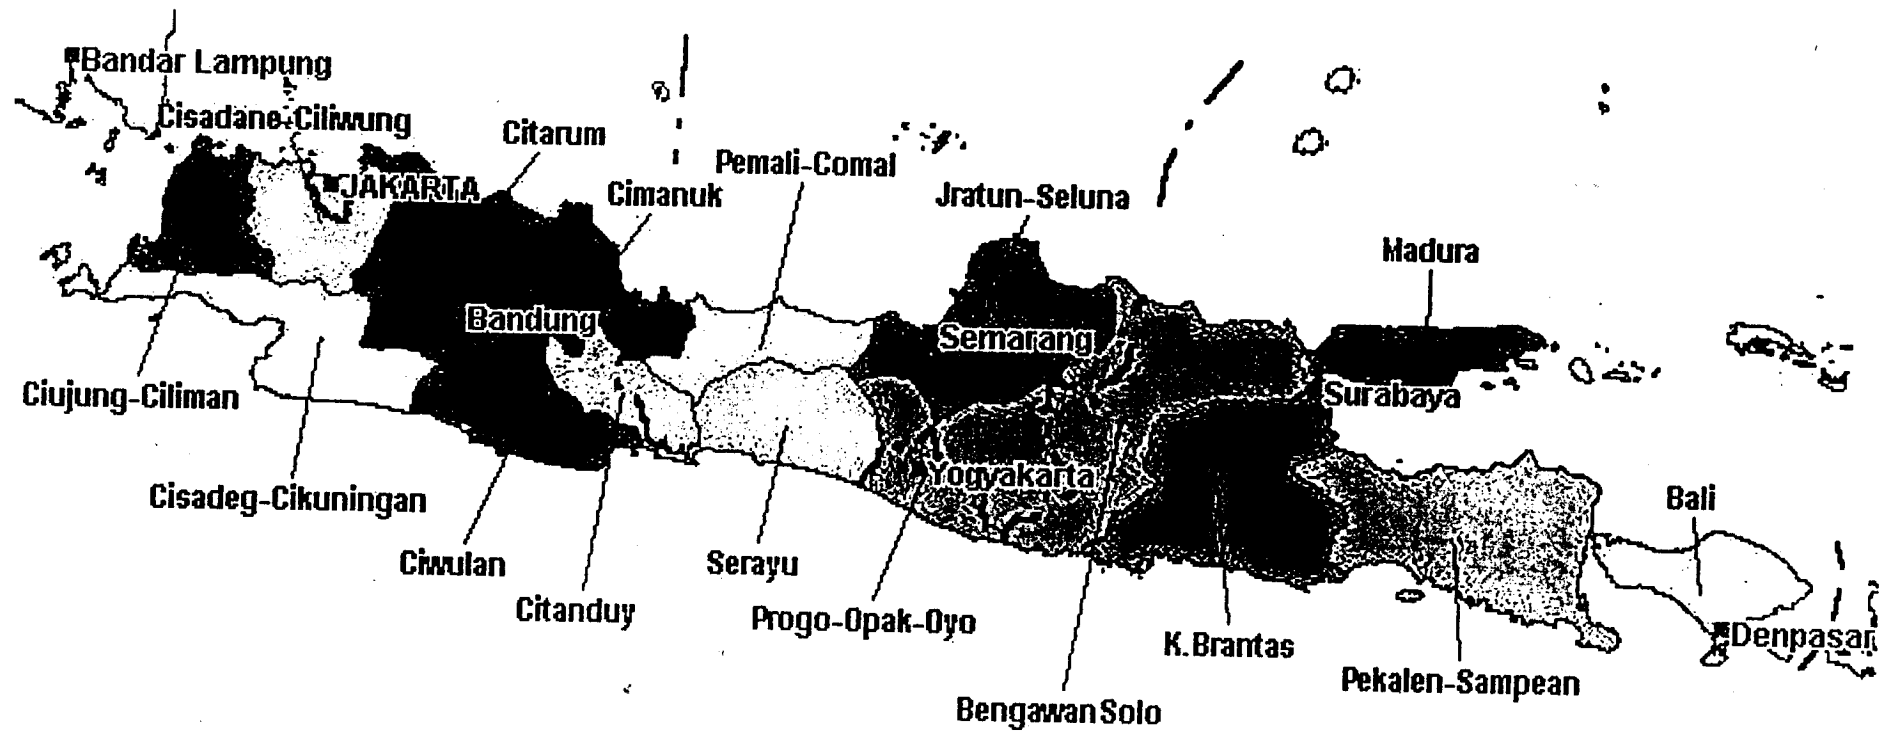 Bandar Lampung
Cisadane-Ciliwung
Citarum
Pemali-Comal
JAKARTA
Cimanuk
Jratun-Seluna
Madura
Bandung
Semarang
Ciujung-Ciliman
Surabaya
Yogyakarta
Cisadeg-Cikuningan
Bali
Ciwulan
Serayu
Citanduy
Progo-Opak-Oyo
K.Brantas
Denpasar
Pekalen-Sampean
Bengawan Solo